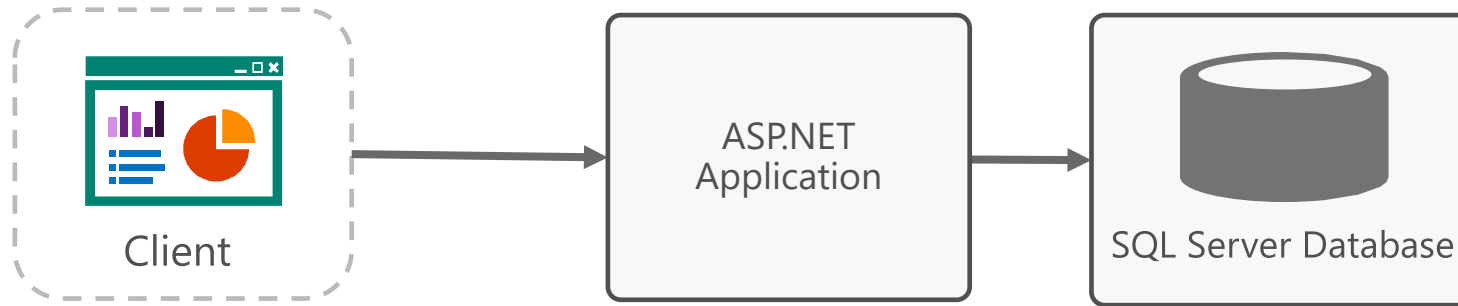 Client
ASP.NET
Application
SQL Server Database